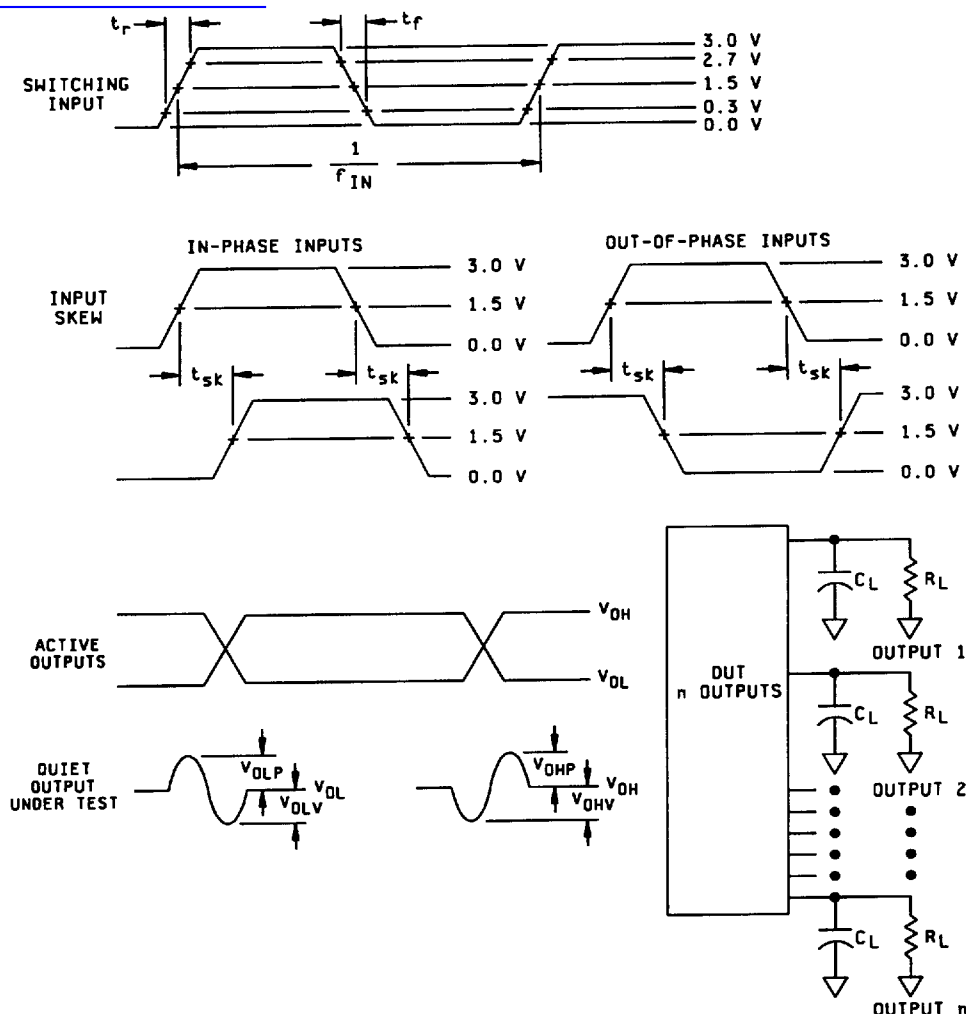 tr
tf
SWITCHING
INPUT
3.0 V
2.7 V
1.5 V
0.3 V
0.0 V
1
fIN
IN-PHASE INPUTS
OUT-OF-PHASE INPUTS
INPUT
SKEW
3.0 V
1.5 V
0.0 V
3.0 V
1.5 V
0.0 V
tsk
tsk
tsk
tsk
3.0 V
1.5 V
0.0 V
3.0 V
1.5 V
0.0 V
ACTIVE
OUTPUTS
VOH
VOL
QUIET
OUTPUT
UNDER TEST
VOLP
VOL
VOLV
VOHP
VOH
VOHV
DUT
n OUTPUTS
CL
RL
OUTPUT 1
CL
RL
OUTPUT 2
CL
RL
OUTPUT n